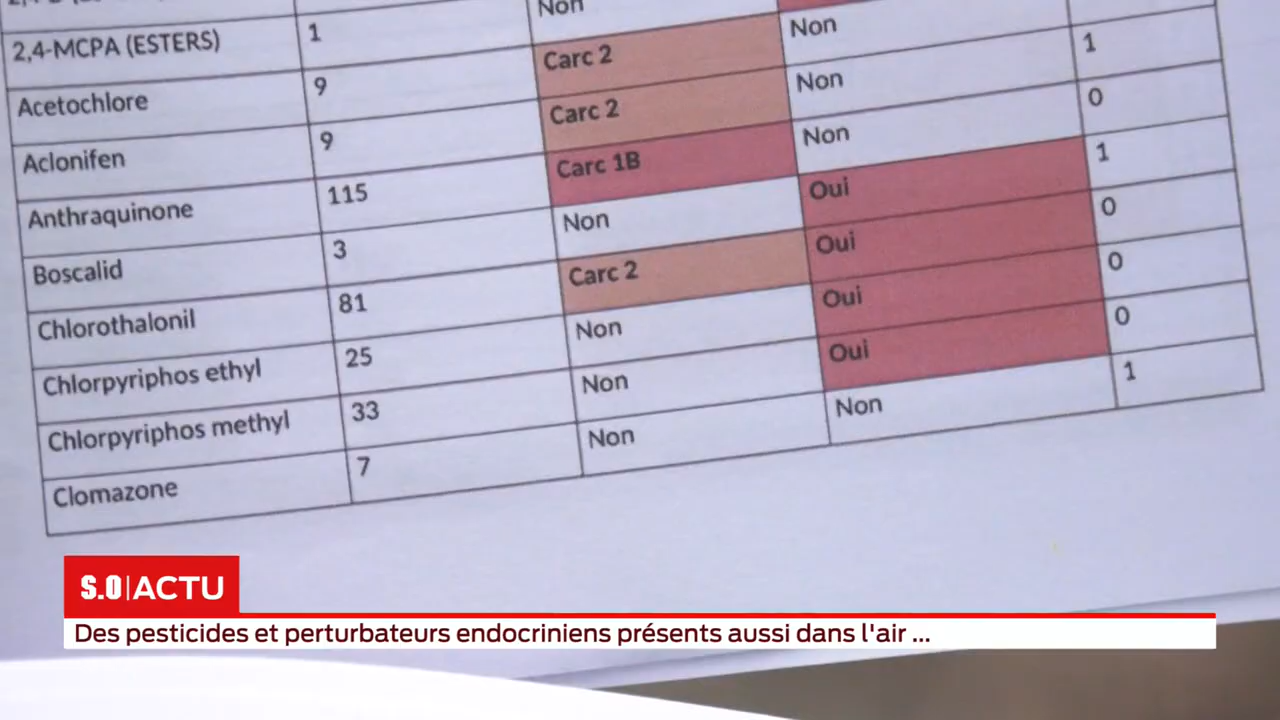 2,4-MCPA (ESTERS) 1 Non
Acetochlore 9 Carc 2 Non
Aclonifen 9 Carc 2 Non 1
Anthraquinone 115 Carc 1B Non 0
Boscalid 3 Non Oui 1
Chlorothalonil 81 Carc 2 Oui 0
Chlorpyriphos ethyl 25 Non Oui 0
Chlorpyriphos methyl 33 Non Oui 0
Clomazone 7 Non Non 1
S.O|ACTU
Des pesticides et perturbateurs endocriniens présents aussi dans l'air ...